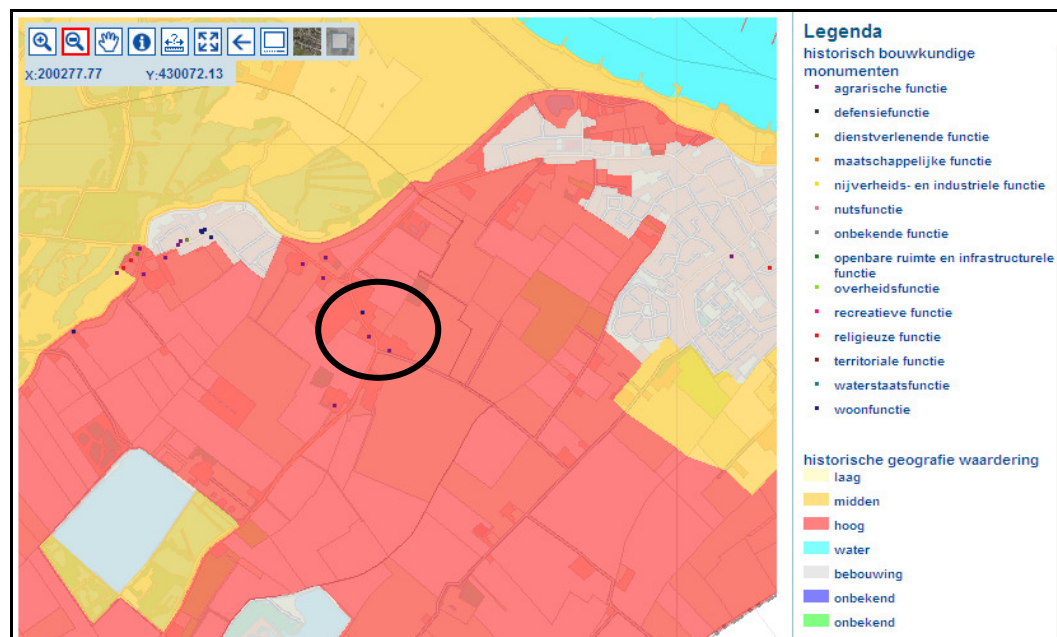 X:200277.77 Y:430072.13
Legenda
historisch bouwkundige
monumenten
agrarische functie
defensiefunctie
dienstverlenende functie
maatschappelijke functie
nijverheids- en industriele functie
nutsfunctie
onbekende functie
openbare ruimte en infrastructurele
functie
overheidsfunctie
recreatieve functie
religieuze functie
territoriale functie
waterstaatsfunctie
woonfunctie
historische geografie waardering
laag
midden
hoog
water
bebouwing
onbekend
onbekend